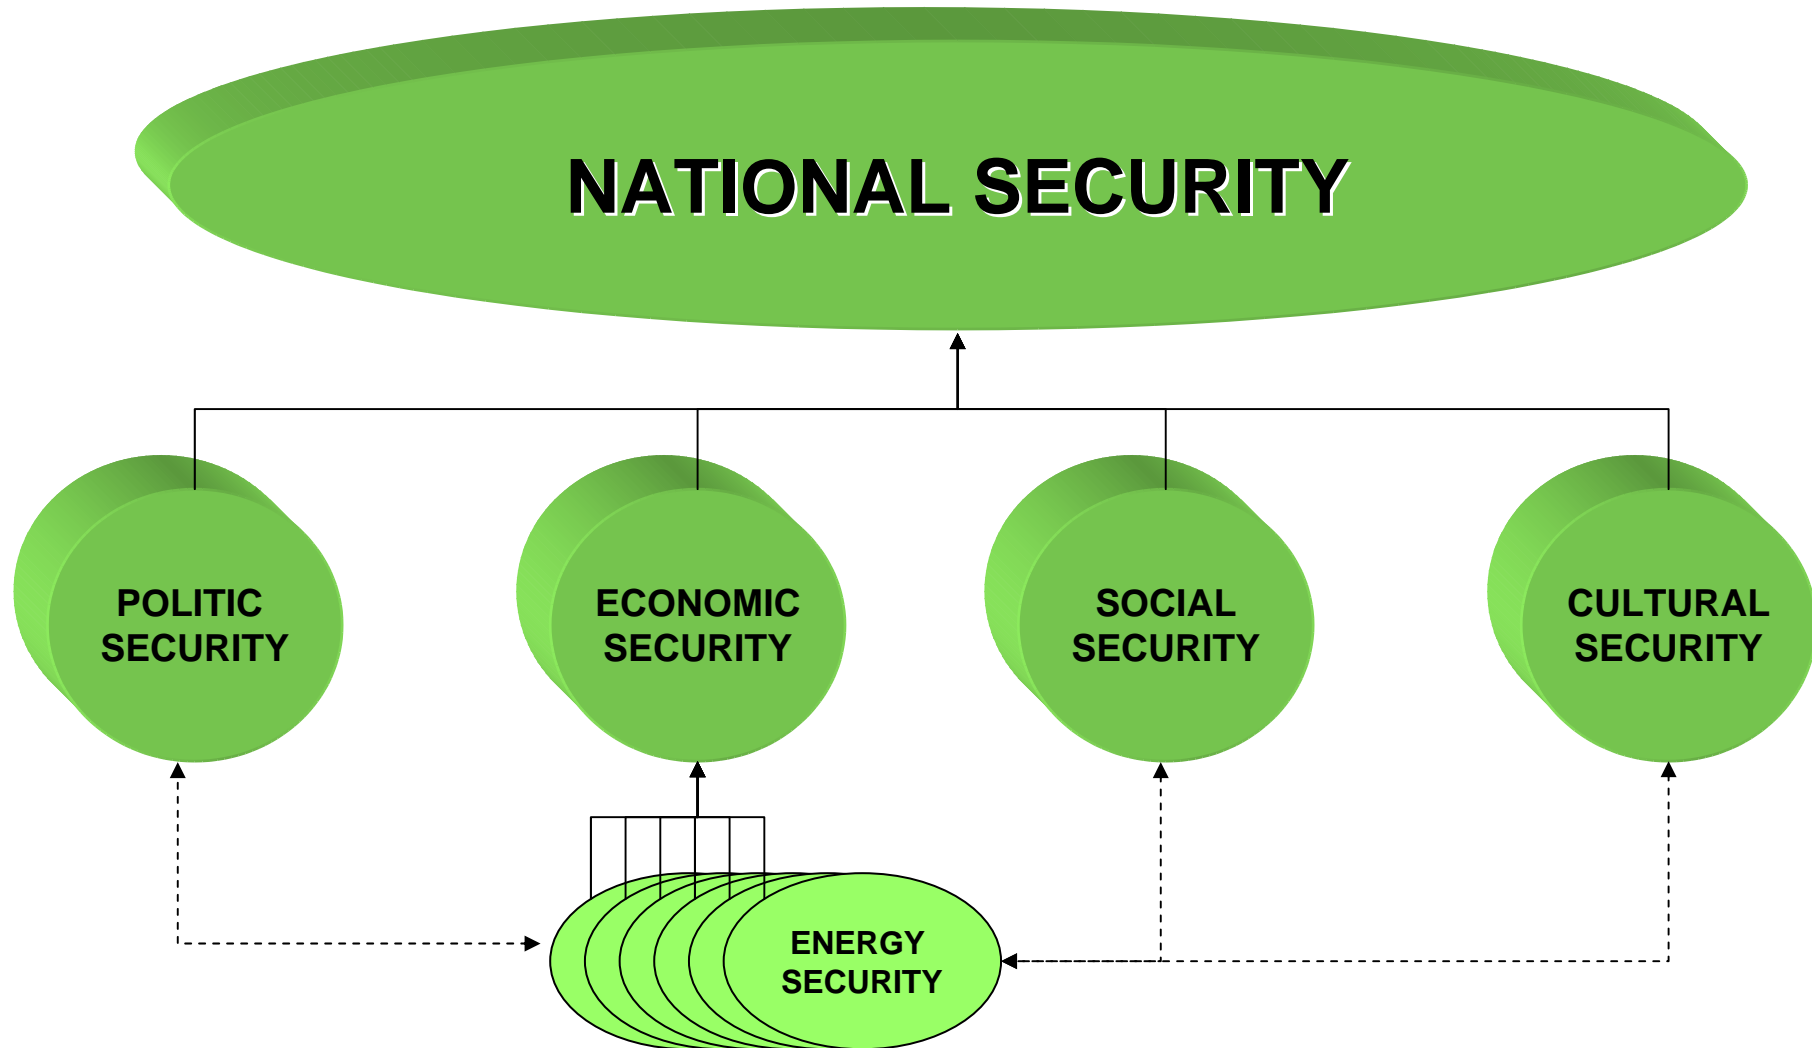 NATIONAL SECURITY
POLITIC
SECURITY
ECONOMIC
SECURITY
SOCIAL
SECURITY
CULTURAL
SECURITY
ENERGY
SECURITY